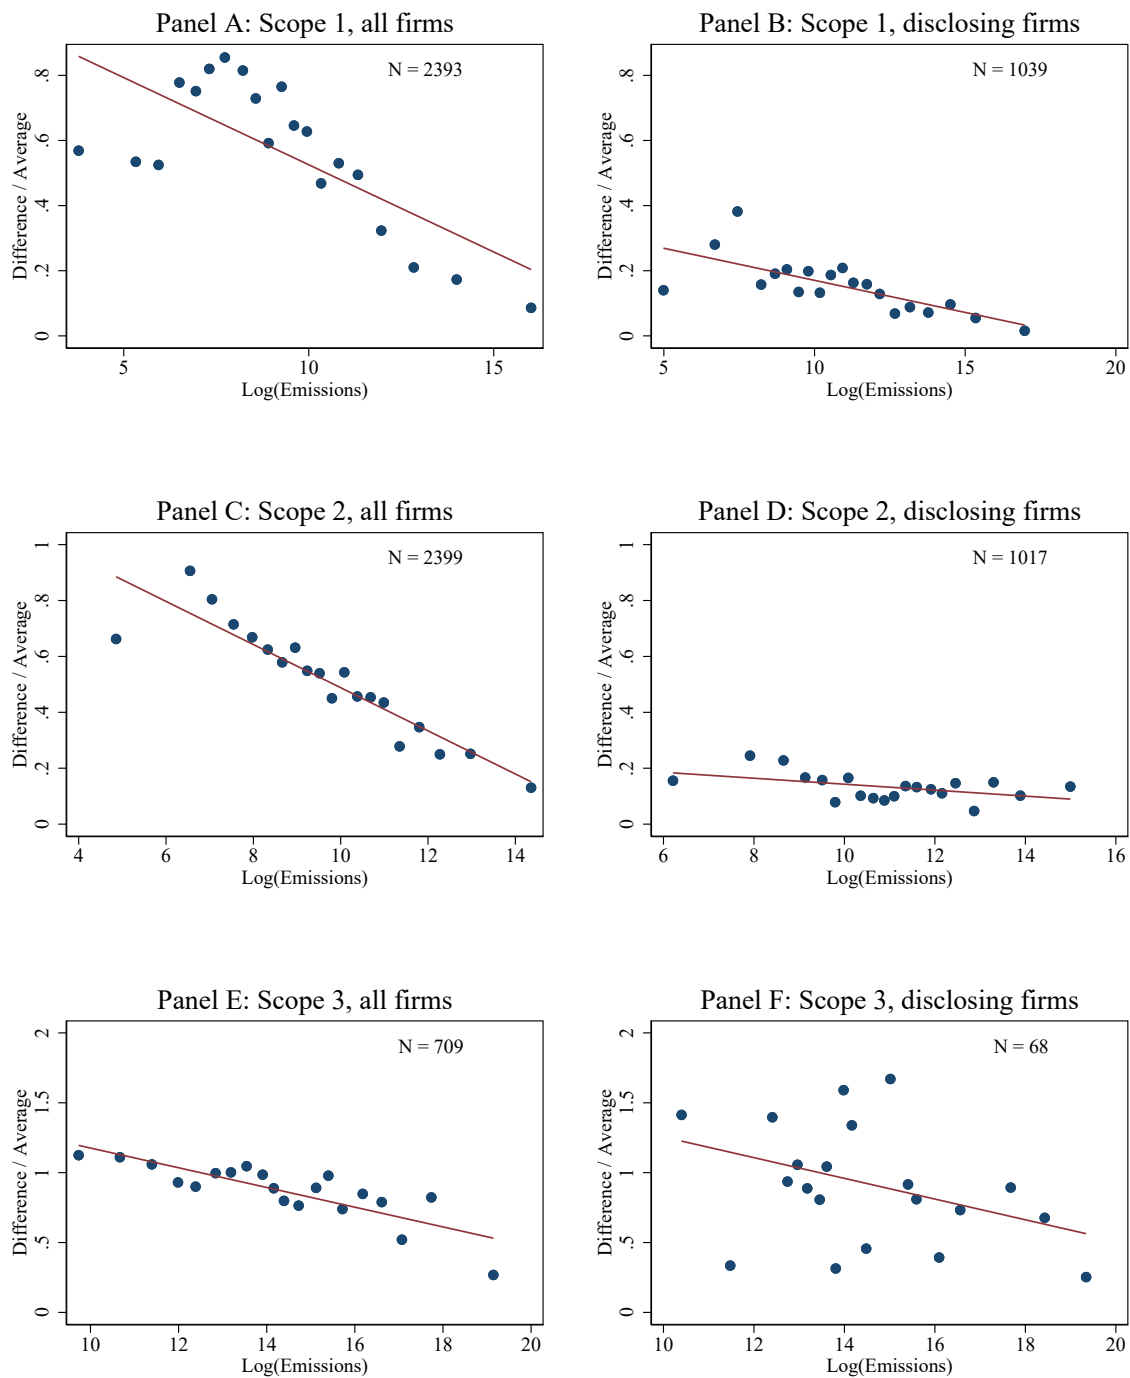 Panel A: Scope 1, all firms
N = 2393
Difference / Average
0 .2 .4 .6 .8
5 10 15
Log(Emissions)
Panel B: Scope 1, disclosing firms
N = 1039
Difference / Average
0 .2 .4 .6 .8
5 10 15 20
Log(Emissions)
Panel C: Scope 2, all firms
N = 2399
Difference / Average
0 .2 .4 .6 .8 1
4 6 8 10 12 14
Log(Emissions)
Panel D: Scope 2, disclosing firms
N = 1017
Difference / Average
0 .2 .4 .6 .8 1
6 8 10 12 14 16
Log(Emissions)
Panel E: Scope 3, all firms
N = 709
Difference / Average
0 .5 1 1.5 2
10 12 14 16 18 20
Log(Emissions)
Panel F: Scope 3, disclosing firms
N = 68
Difference / Average
0 .5 1 1.5 2
10 12 14 16 18 20
Log(Emissions)